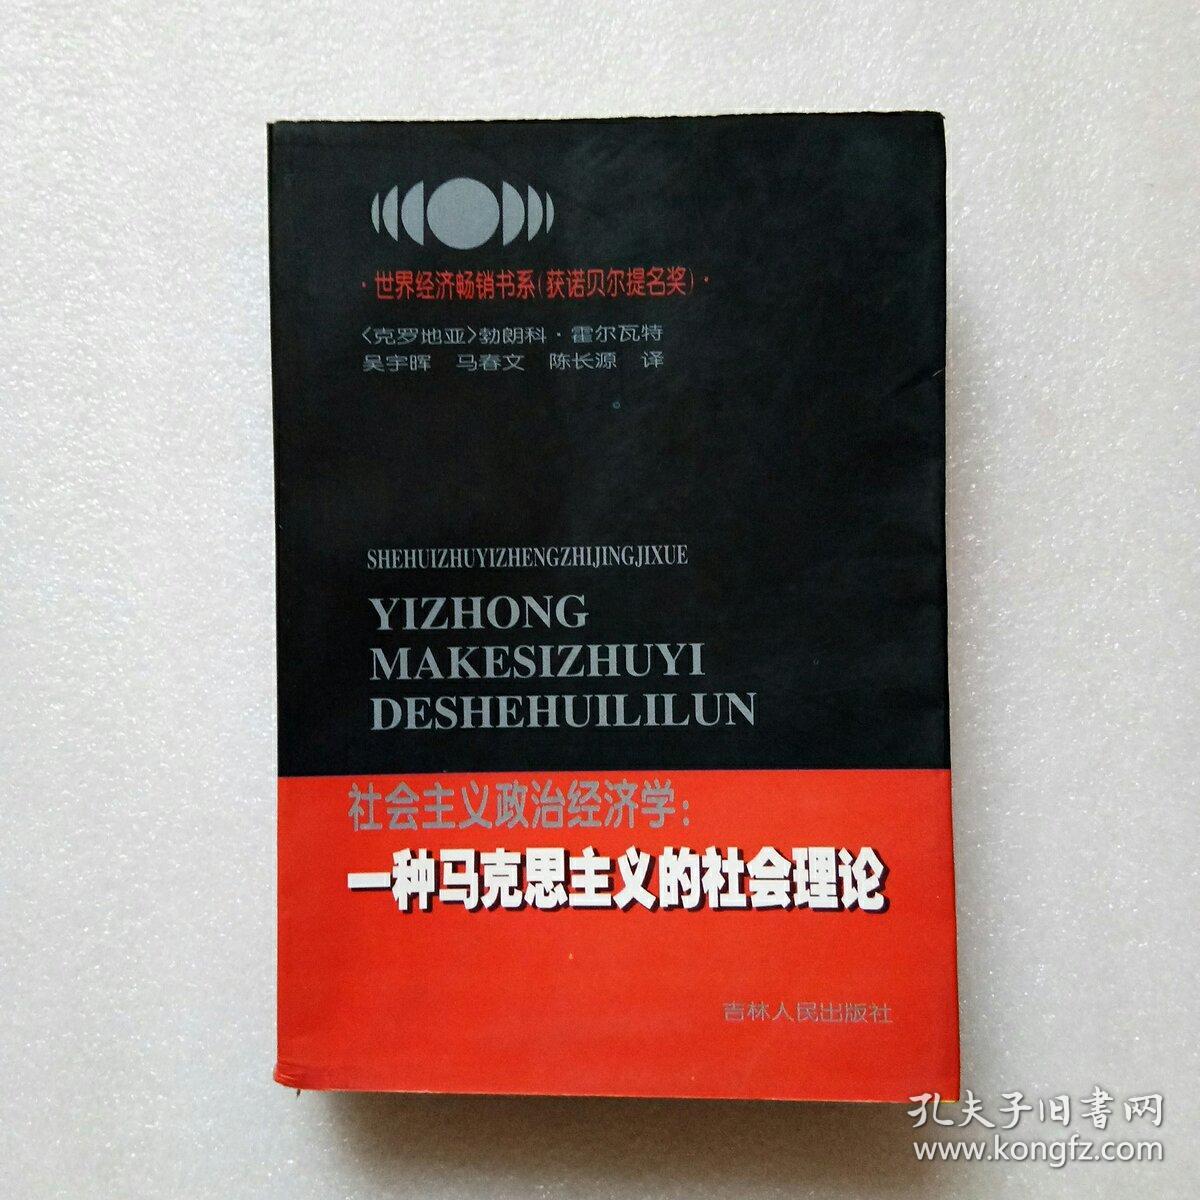 ·世界经济畅销书系(获诺贝尔提名奖)·
〈克罗地亚〉勃朗科·霍尔瓦特
吴宇晖 马春文 陈长源 译
SHEHUIZHUYIZHENGZHIJINGJIXUE
YIZHONG
MAKESIZHUYI
DESHEHUILILUN
社会主义政治经济学:
一种马克思主义的社会理论
吉林人民出版社
孔夫子旧書网
www.kongfz.com